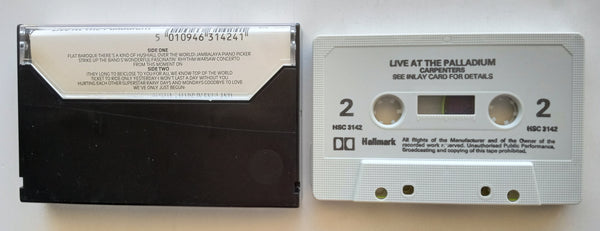 LIVE AT THE PALLADIUM
5 010946 314241
SIDE ONE
FLAT BAROQUE THERE'S A KIND OF HUSH/ALL OVER THE WORLD/JAMBALAYA PIANO PICKER
STRIKE UP THE BAND/S'WONDERFUL/FASCINATIN' RHYTHM WARSAW CONCERTO
FROM THIS MOMENT ON
SIDE TWO
(THEY LONG TO BE)CLOSE TO YOU/FOR ALL WE KNOW TOP OF THE WORLD
TICKET TO RIDE ONLY YESTERDAY/I WON'T LAST A DAY WITHOUT YOU
HURTING EACH OTHER SUPERSTAR/RAINY DAYS AND MONDAYS/GOODBYE TO LOVE
WE'VE ONLY JUST BEGUN
LIVE AT THE PALLADIUM
CARPENTERS
SEE INLAY CARD FOR DETAILS
2
2
HSC 3142
HSC 3142
Hallmark
All Rights of the Manufacturer and of the Owner of the
recorded work reserved. Unauthorised Public Performance,
Broadcasting and copying of this tape prohibited.